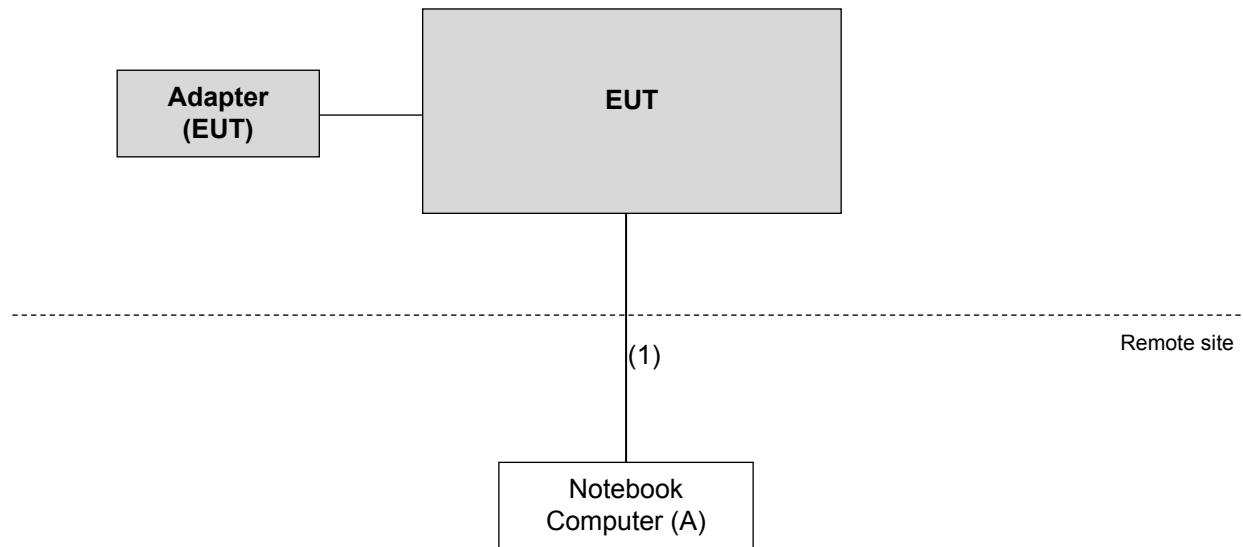 Adapter
(EUT)
EUT
Remote site
(1)
Notebook
Computer (A)